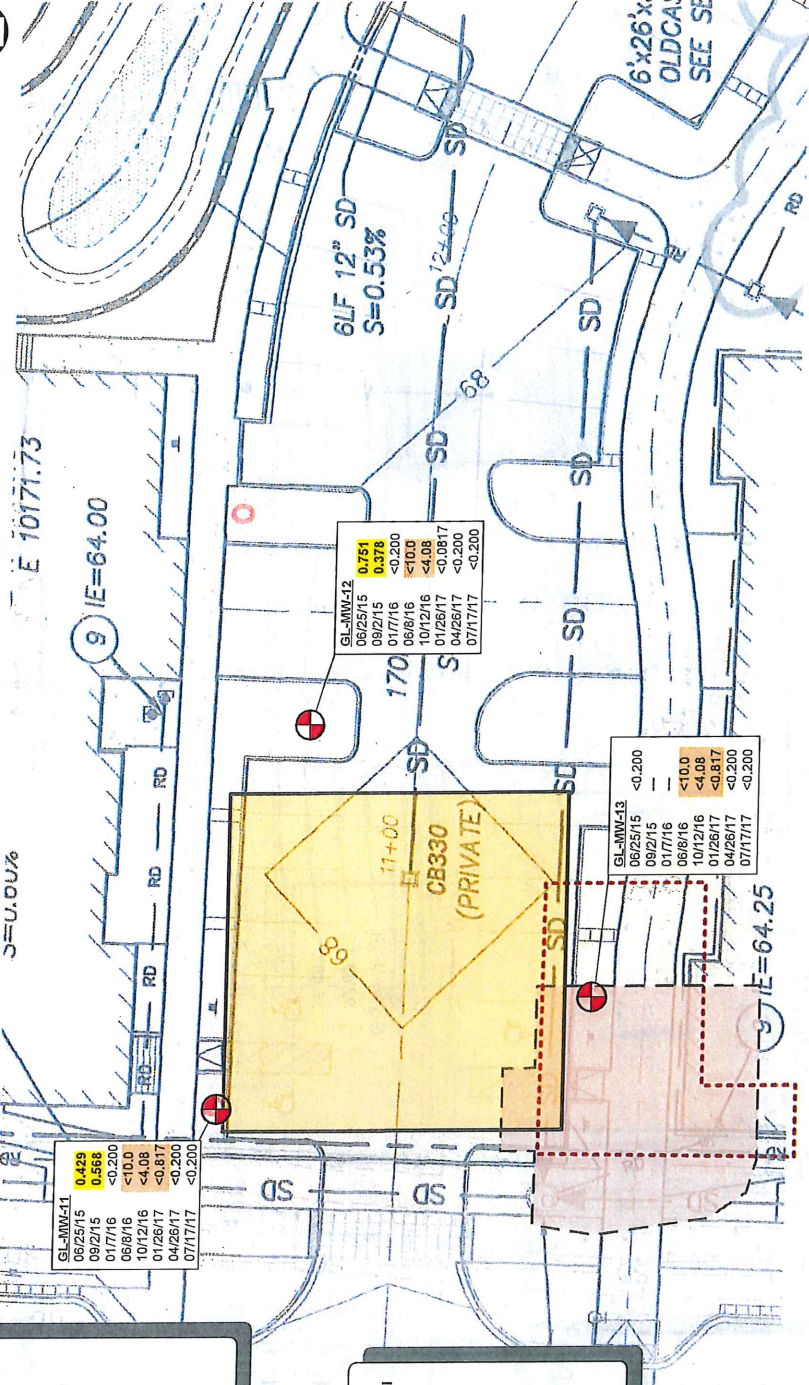 S=0.00%
E 10171.73
9
IE=64.00
RD
RD
RD
RD
6LF 12" SD
S=0.53%
6'x26'x
OLDCAS
SEE SE
SD
SD
12+00
SD
SD
SD
68
SD
SD
SD
170
SD
11+00
CB330
(PRIVATE)
68
SD
SD
SD
SD
RD
RD
9
IE=64.25
GL-MW-11
06/25/15 0.429
09/2/15 0.568
01/7/16 <0.200
06/8/16 <10.0
10/12/16 <4.08
01/26/17 <0.817
04/26/17 <0.200
07/17/17 <0.200
GL-MW-12
06/25/15 0.751
09/2/15 0.378
01/7/16 <0.200
06/8/16 <10.0
10/12/16 <4.08
01/26/17 <0.0817
04/26/17 <0.200
07/17/17 <0.200
GL-MW-13
06/25/15 <0.200
09/2/15 —
01/7/16 —
06/8/16 <10.0
10/12/16 <4.08
01/26/17 <0.817
04/26/17 <0.200
07/17/17 <0.200